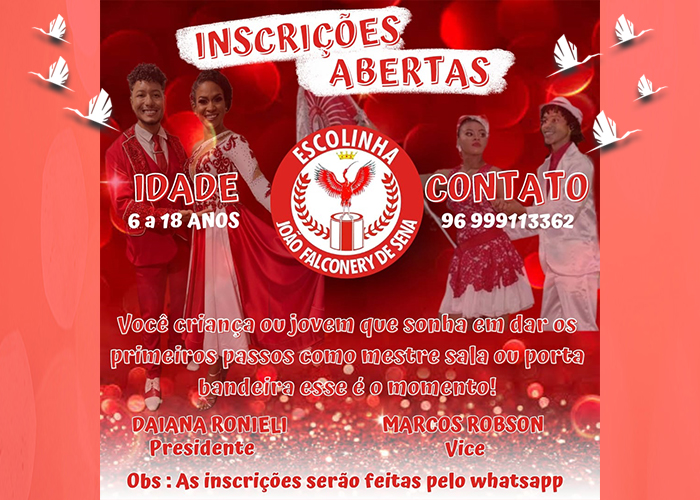 INSCRIÇÕES
ABERTAS
ESCOLINHA
JOÃO FALCONERY DE SENA
IDADE
6 a 18 ANOS
CONTATO
96 999113362
Você criança ou jovem que sonha em dar os
primeiros passos como mestre sala ou porta
bandeira esse é o momento!
DAIANA RONIELI
Presidente
MARCOS ROBSON
Vice
Obs : As inscrições serão feitas pelo whatsapp